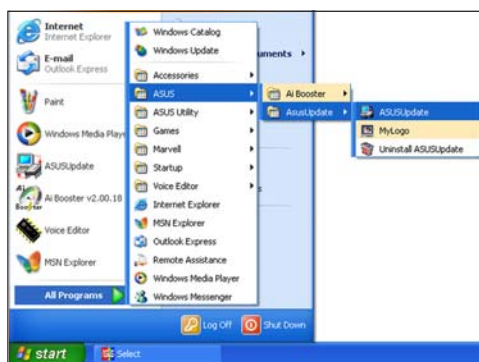 Internet
Internet Explorer
E-mail
Outlook Express
Paint
Windows Media Playe
ASUSUpdate
Ai Booster v2.00.18
Voice Editor
MSN Explorer
All Programs
Windows Catalog
Windows Update
Accessories
ASUS
ASUS Utility
Games
Marvell
Startup
Voice Editor
Internet Explorer
MSN Explorer
Outlook Express
Remote Assistance
Windows Media Player
Windows Messenger
uments
s
Ai Booster
AsusUpdate
ASUSUpdate
MyLogo
Uninstall ASUSUpdate
Log Off
Shut Down
start
Select